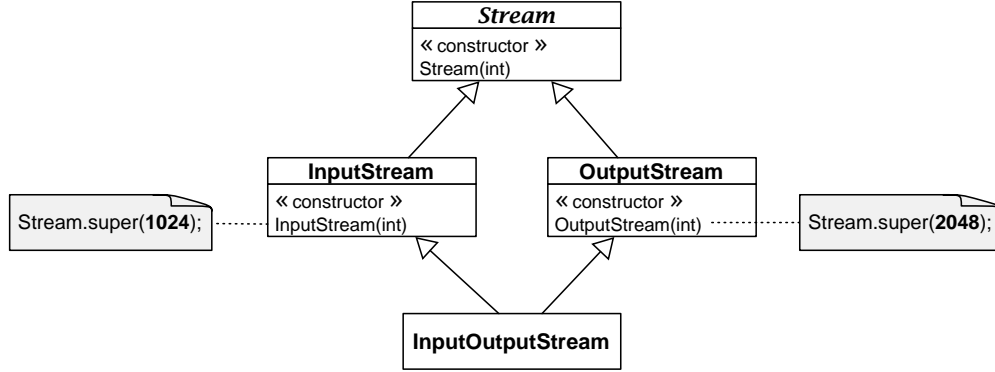 Stream
« constructor »
Stream(int)
InputStream
« constructor »
InputStream(int)
OutputStream
« constructor »
OutputStream(int)
Stream.super(1024);
Stream.super(2048);
InputOutputStream